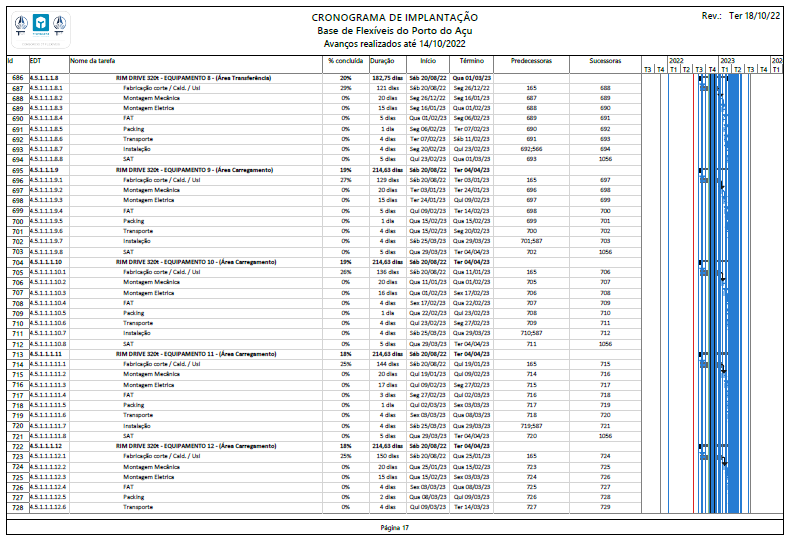 CRONOGRAMA DE IMPLANTAÇÃO
Rev.: Ter 18/10/22
Base de Flexíveis do Porto do Açu
Avanços realizados até 14/10/2022
Id EDT Nome da tarefa % concluída Duração Início Término Predecessoras Sucessoras 2022 2023 202
T3 T4 T1 T2 T3 T4 T1 T2 T3 T4 T1
686 4.5.1.1.1.8 RIM DRIVE 320t - EQUIPAMENTO 8 - (Área Transferência) 20% 182,75 dias Sáb 20/08/22 Qua 01/03/23
687 4.5.1.1.1.8.1 Fabricação corte / Cald. / Usi 29% 121 dias Sáb 20/08/22 Seg 26/12/22 165 688
688 4.5.1.1.1.8.2 Montagem Mecânica 0% 20 dias Seg 26/12/22 Seg 16/01/23 687 689
689 4.5.1.1.1.8.3 Montagem Eletrica 0% 15 dias Seg 16/01/23 Qua 01/02/23 688 690
690 4.5.1.1.1.8.4 FAT 0% 5 dias Qua 01/02/23 Seg 06/02/23 689 691
691 4.5.1.1.1.8.5 Packing 0% 1 dia Seg 06/02/23 Ter 07/02/23 690 692
692 4.5.1.1.1.8.6 Transporte 0% 4 dias Ter 07/02/23 Sáb 11/02/23 691 693
693 4.5.1.1.1.8.7 Instalação 0% 4 dias Seg 20/02/23 Qui 23/02/23 692;566 694
694 4.5.1.1.1.8.8 SAT 0% 5 dias Qui 23/02/23 Qua 01/03/23 693 1056
695 4.5.1.1.1.9 RIM DRIVE 320t - EQUIPAMENTO 9 - (Área Carregamento) 19% 214,63 dias Sáb 20/08/22 Ter 04/04/23
696 4.5.1.1.1.9.1 Fabricação corte / Cald. / Usi 27% 129 dias Sáb 20/08/22 Ter 03/01/23 165 697
697 4.5.1.1.1.9.2 Montagem Mecânica 0% 20 dias Ter 03/01/23 Ter 24/01/23 696 698
698 4.5.1.1.1.9.3 Montagem Eletrica 0% 15 dias Ter 24/01/23 Qui 09/02/23 697 699
699 4.5.1.1.1.9.4 FAT 0% 5 dias Qui 09/02/23 Ter 14/02/23 698 700
700 4.5.1.1.1.9.5 Packing 0% 1 dia Qua 15/02/23 Qua 15/02/23 699 701
701 4.5.1.1.1.9.6 Transporte 0% 4 dias Qua 15/02/23 Seg 20/02/23 700 702
702 4.5.1.1.1.9.7 Instalação 0% 4 dias Sáb 25/03/23 Qua 29/03/23 701;587 703
703 4.5.1.1.1.9.8 SAT 0% 5 dias Qua 29/03/23 Ter 04/04/23 702 1056
704 4.5.1.1.1.10 RIM DRIVE 320t - EQUIPAMENTO 10 - (Área Carregamento) 19% 214,63 dias Sáb 20/08/22 Ter 04/04/23
705 4.5.1.1.1.10.1 Fabricação corte / Cald. / Usi 26% 136 dias Sáb 20/08/22 Qua 11/01/23 165 706
706 4.5.1.1.1.10.2 Montagem Mecânica 0% 20 dias Qua 11/01/23 Qua 01/02/23 705 707
707 4.5.1.1.1.10.3 Montagem Eletrica 0% 16 dias Qua 01/02/23 Sex 17/02/23 706 708
708 4.5.1.1.1.10.4 FAT 0% 4 dias Sex 17/02/23 Qua 22/02/23 707 709
709 4.5.1.1.1.10.5 Packing 0% 1 dia Qua 22/02/23 Qui 23/02/23 708 710
710 4.5.1.1.1.10.6 Transporte 0% 4 dias Qui 23/02/23 Seg 27/02/23 709 711
711 4.5.1.1.1.10.7 Instalação 0% 4 dias Sáb 25/03/23 Qua 29/03/23 710;587 712
712 4.5.1.1.1.10.8 SAT 0% 5 dias Qua 29/03/23 Ter 04/04/23 711 1056
713 4.5.1.1.1.11 RIM DRIVE 320t - EQUIPAMENTO 11 - (Área Carregamento) 18% 214,63 dias Sáb 20/08/22 Ter 04/04/23
714 4.5.1.1.1.11.1 Fabricação corte / Cald. / Usi 25% 144 dias Sáb 20/08/22 Qui 19/01/23 165 715
715 4.5.1.1.1.11.2 Montagem Mecânica 0% 20 dias Qui 19/01/23 Qui 09/02/23 714 716
716 4.5.1.1.1.11.3 Montagem Eletrica 0% 17 dias Qui 09/02/23 Seg 27/02/23 715 717
717 4.5.1.1.1.11.4 FAT 0% 3 dias Seg 27/02/23 Qui 02/03/23 716 718
718 4.5.1.1.1.11.5 Packing 0% 1 dia Qui 02/03/23 Sex 03/03/23 717 719
719 4.5.1.1.1.11.6 Transporte 0% 4 dias Sex 03/03/23 Qua 08/03/23 718 720
720 4.5.1.1.1.11.7 Instalação 0% 4 dias Sáb 25/03/23 Qua 29/03/23 719;587 721
721 4.5.1.1.1.11.8 SAT 0% 5 dias Qua 29/03/23 Ter 04/04/23 720 1056
722 4.5.1.1.1.12 RIM DRIVE 320t - EQUIPAMENTO 12 - (Área Carregamento) 18% 214,63 dias Sáb 20/08/22 Ter 04/04/23
723 4.5.1.1.1.12.1 Fabricação corte / Cald. / Usi 25% 150 dias Sáb 20/08/22 Qua 25/01/23 165 724
724 4.5.1.1.1.12.2 Montagem Mecânica 0% 20 dias Qua 25/01/23 Qua 15/02/23 723 725
725 4.5.1.1.1.12.3 Montagem Eletrica 0% 15 dias Qua 15/02/23 Sex 03/03/23 724 726
726 4.5.1.1.1.12.4 FAT 0% 4 dias Sex 03/03/23 Qua 08/03/23 725 727
727 4.5.1.1.1.12.5 Packing 0% 2 dias Qua 08/03/23 Qui 09/03/23 726 728
728 4.5.1.1.1.12.6 Transporte 0% 4 dias Qui 09/03/23 Ter 14/03/23 727 729
Página 17